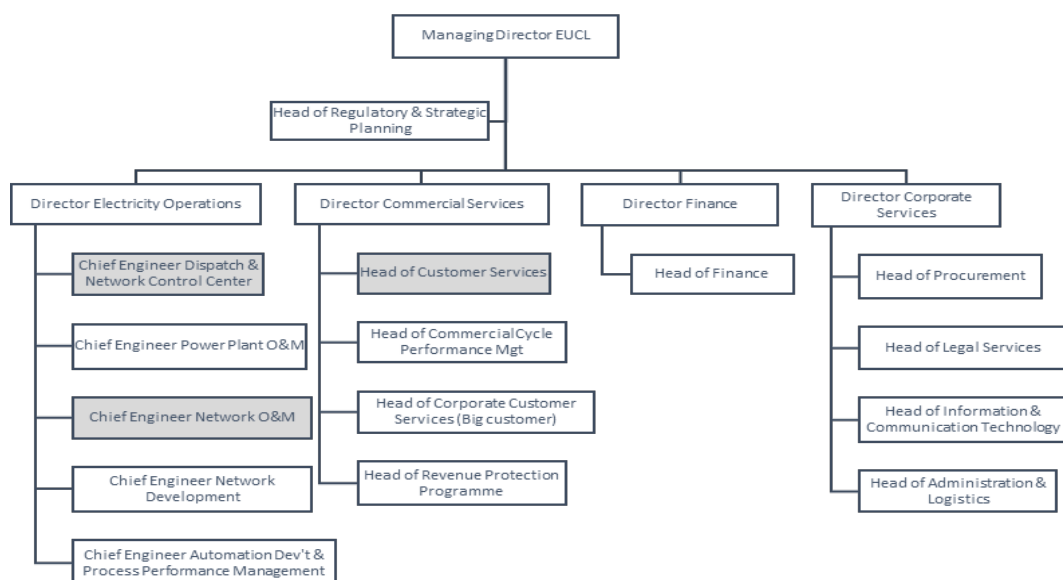 Managing Director EUCL
Head of Regulatory & Strategic
Planning
Director Electricity Operations
Chief Engineer Dispatch &
Network Control Center
Chief Engineer Power Plant O&M
Chief Engineer Network O&M
Chief Engineer Network
Development
Chief Engineer Automation Dev't &
Process Performance Management
Director Commercial Services
Head of Customer Services
Head of Commercial Cycle
Performance Mgt
Head of Corporate Customer
Services (Big customer)
Head of Revenue Protection
Programme
Director Finance
Head of Finance
Director Corporate
Services
Head of Procurement
Head of Legal Services
Head of Information &
Communication Technology
Head of Administration &
Logistics